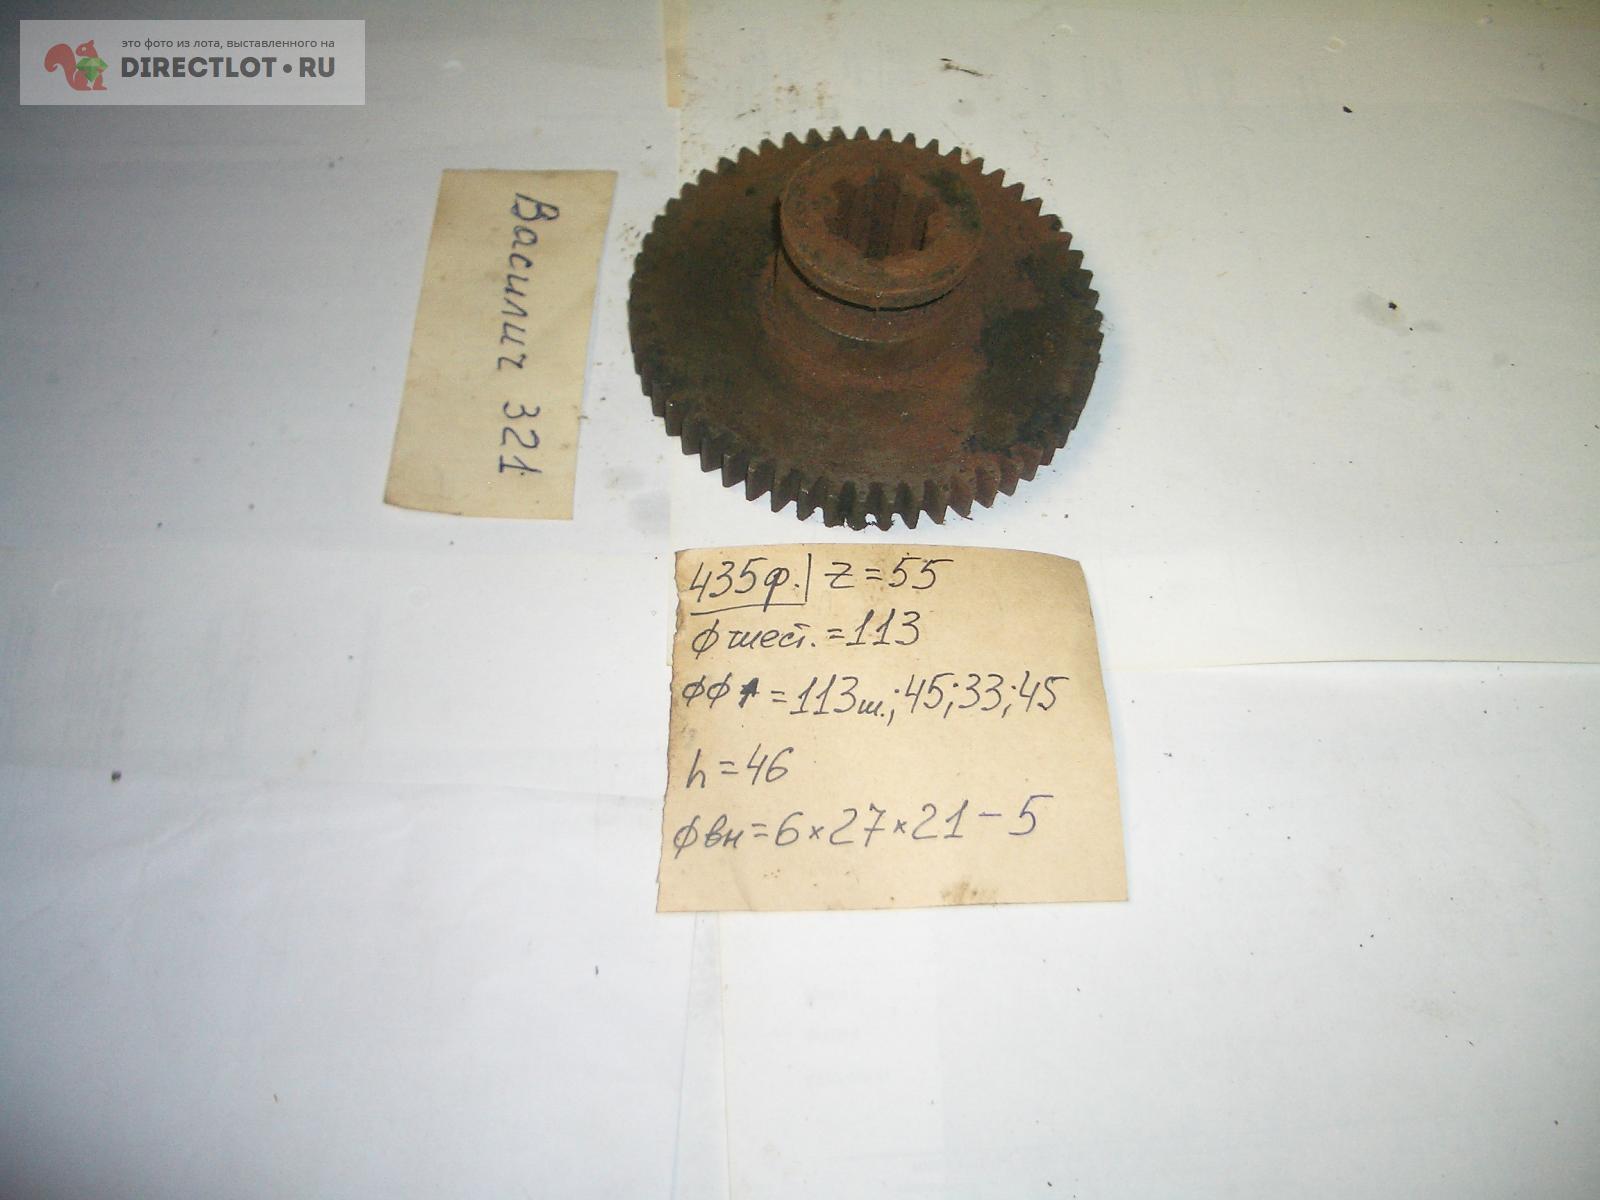 это фото из лота, выставленного на
DIRECTLOT•RU
Василич 321
435ф. z=55
ф шест.=113
фф =113ш.;45;33;45
h=46
фвн=6×27×21-5